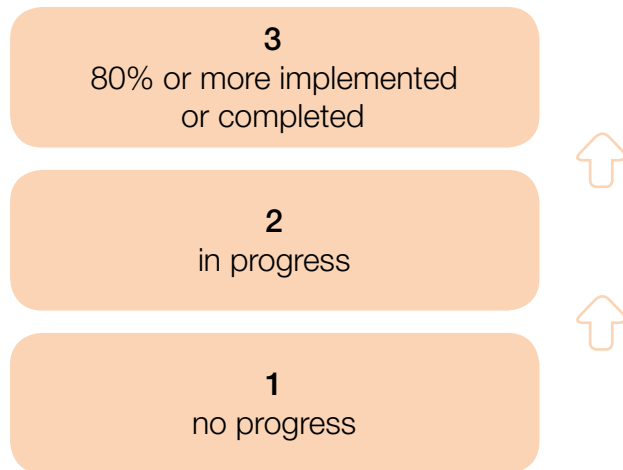 3
80% or more implemented
or completed
2
in progress
1
no progress